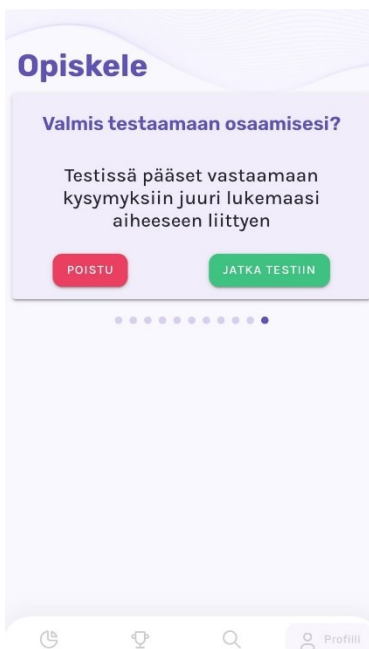 Opiskele
Valmis testaamaan osaamisesi?
Testissä pääset vastaamaan
kysymyksiin juuri lukemaasi
aiheeseen liittyen
POISTU
JATKA TESTIIN
Profiili